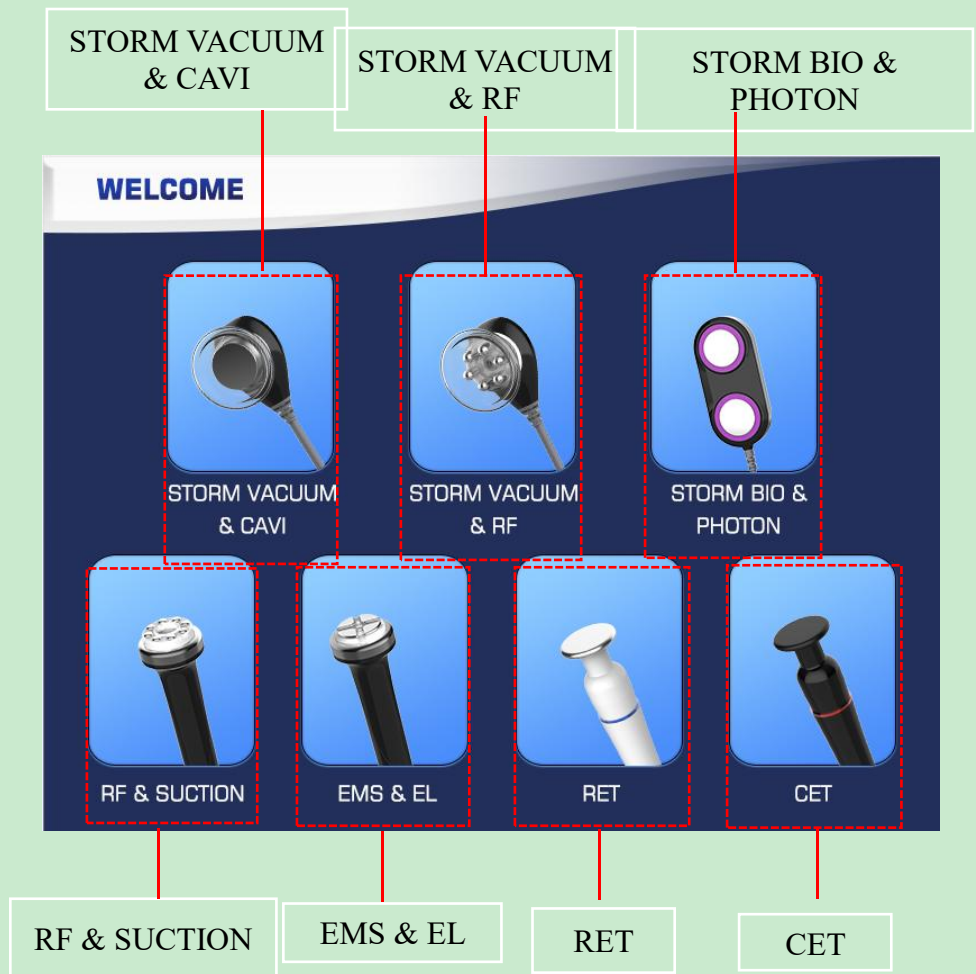 STORM VACUUM
& CAVI
STORM VACUUM
& RF
STORM BIO &
PHOTON
WELCOME
STORM VACUUM
& CAVI
STORM VACUUM
& RF
STORM BIO &
PHOTON
RF & SUCTION
EMS & EL
RET
CET
RF & SUCTION
EMS & EL
RET
CET